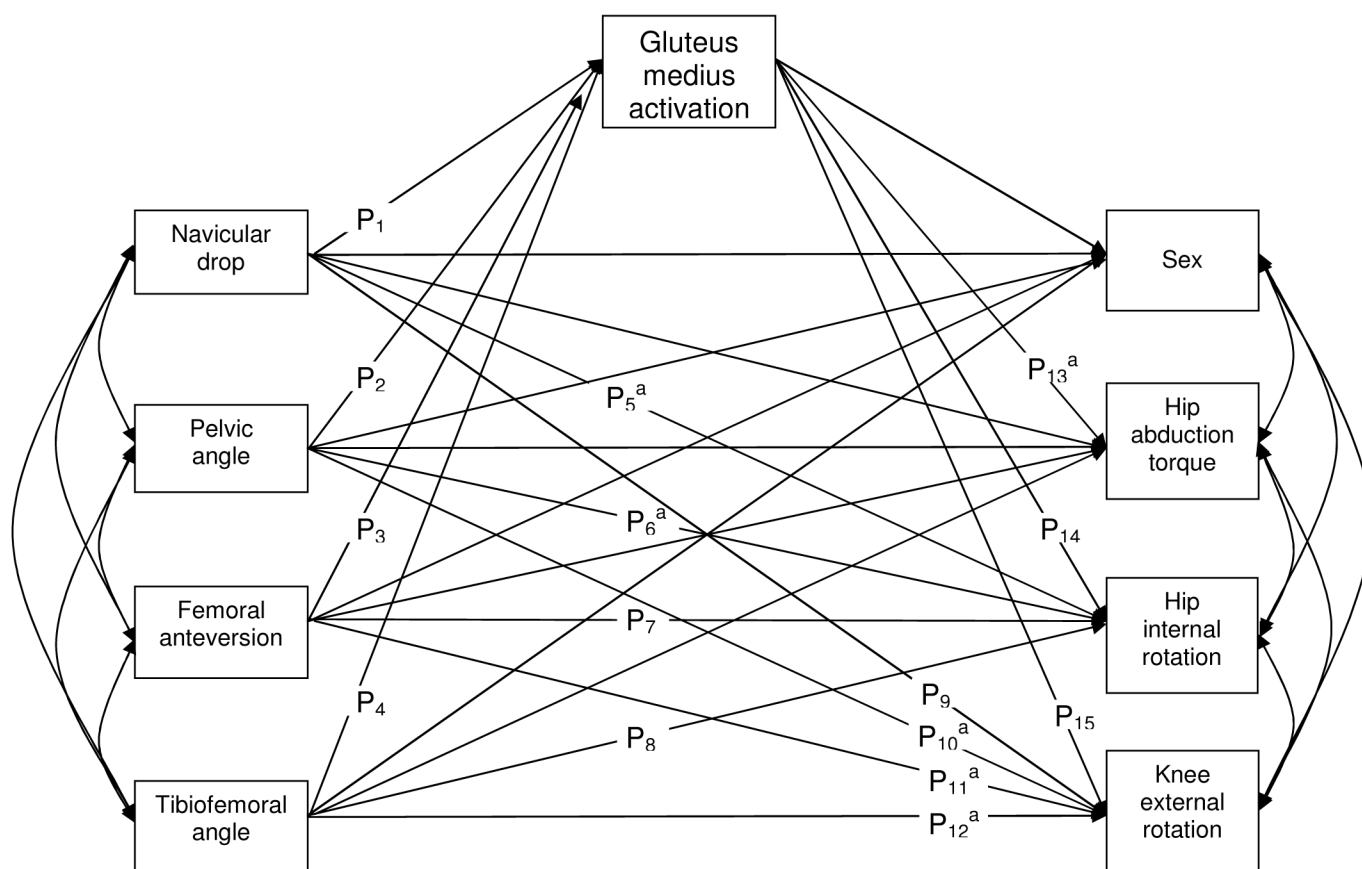 Gluteus
medius
activation
P₁
Navicular
drop
Sex
P₂
P₅ᵃ
P₁₃ᵃ
Pelvic
angle
Hip
abduction
torque
P₃
P₆ᵃ
P₁₄
Femoral
anteversion
P₇
Hip
internal
rotation
P₄
P₈
P₉
P₁₀ᵃ
P₁₅
P₁₁ᵃ
P₁₂ᵃ
Tibiofemoral
angle
Knee
external
rotation